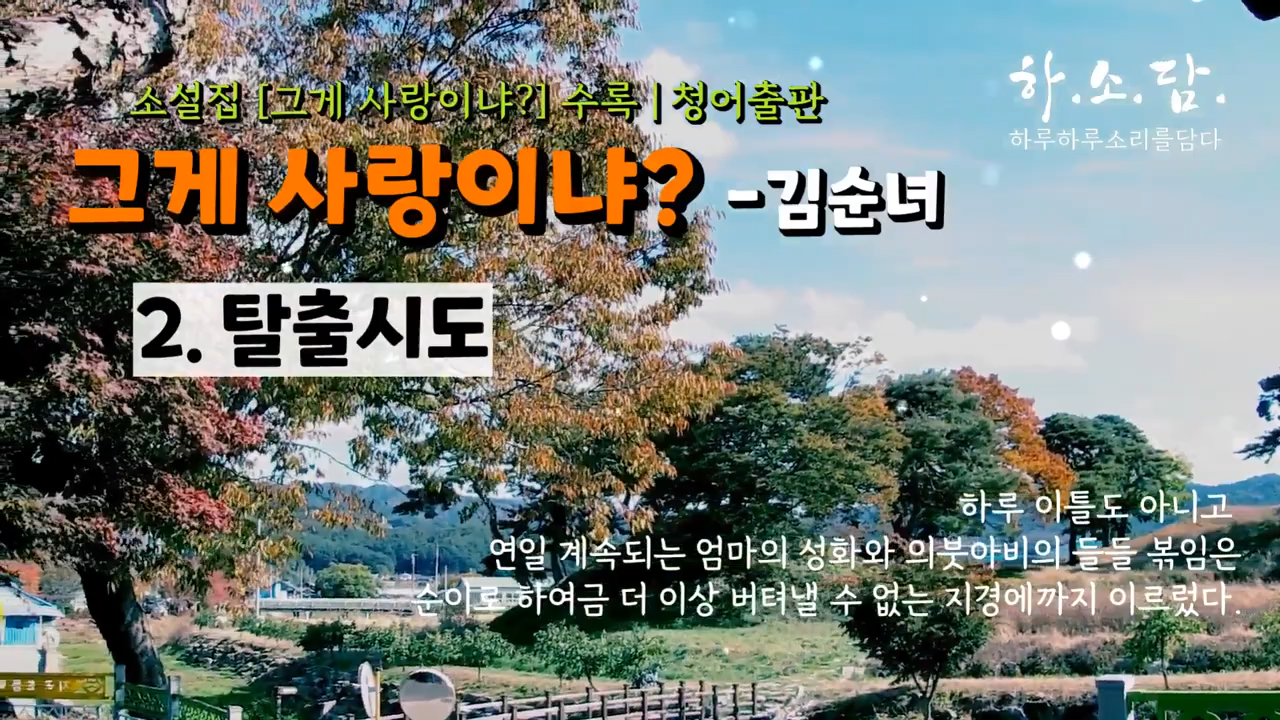 소설집 [그게 사랑이냐?] 수록 | 청어출판
그게 사랑이냐? -김순녀
2. 탈출시도
하.소.담.
하루하루소리를담다
하루 이틀도 아니고
연일 계속되는 엄마의 성화와 의붓아비의 들들 볶임은
순이로 하여금 더 이상 버텨낼 수 없는 지경에까지 이르렀다.